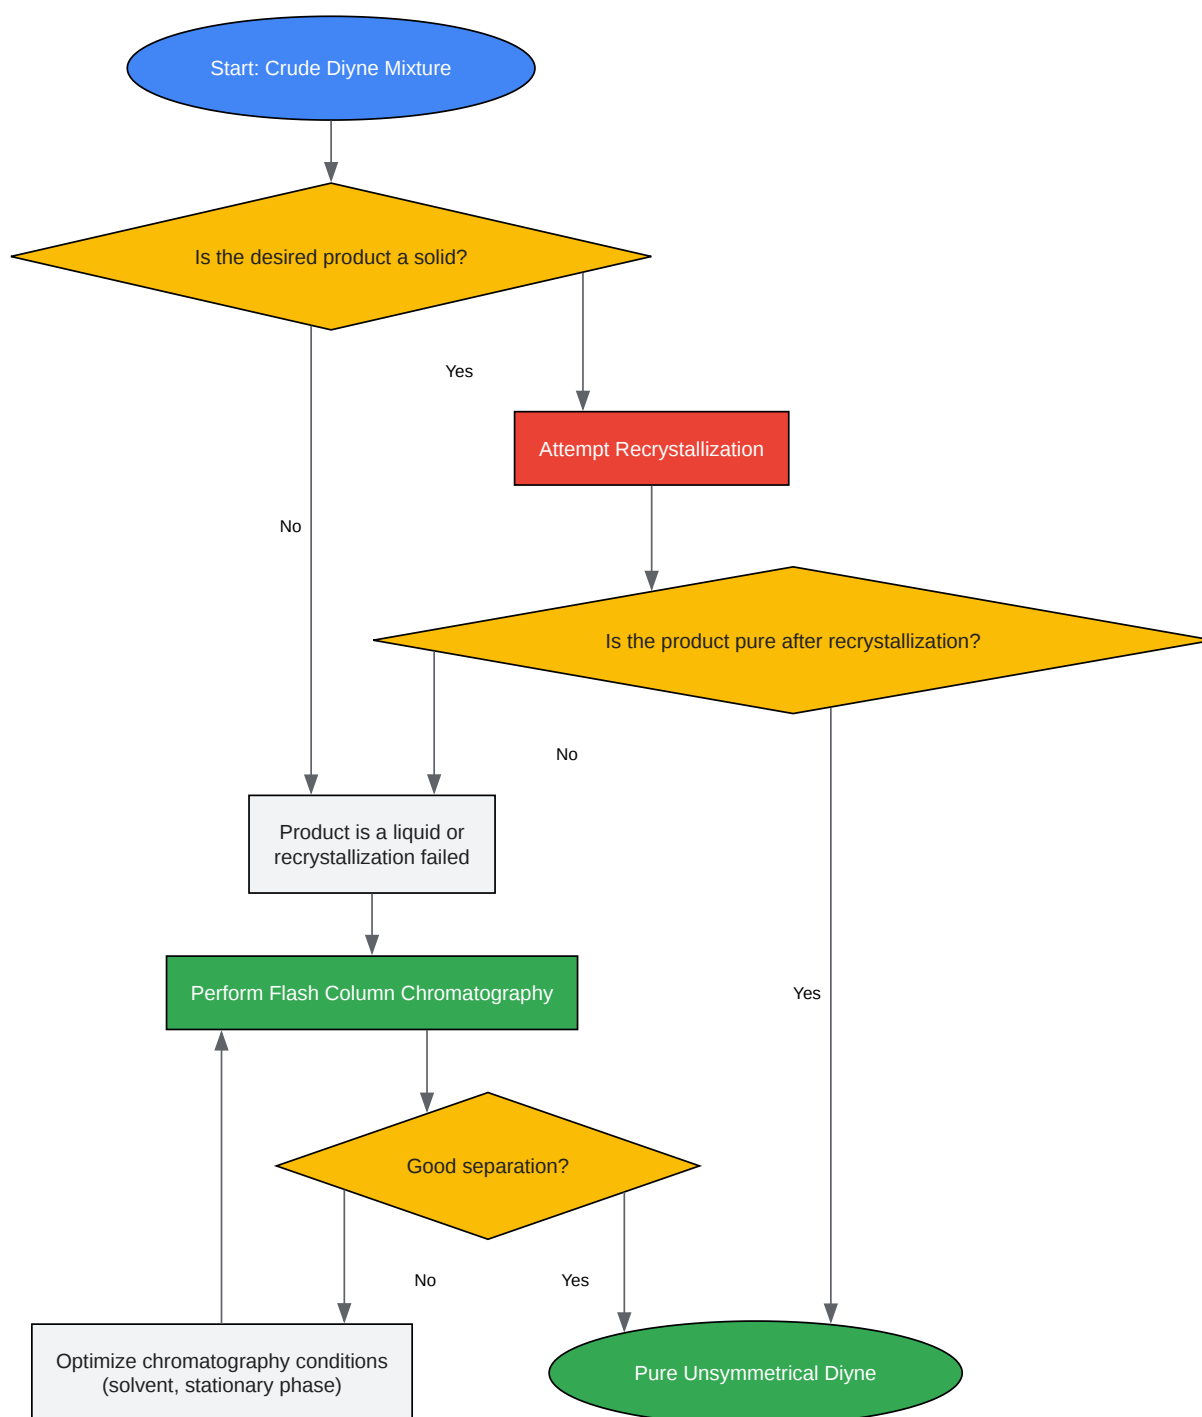 Start: Crude Diyne Mixture
Is the desired product a solid?
Yes
Attempt Recrystallization
No
Is the product pure after recrystallization?
No
Product is a liquid or
recrystallization failed
Perform Flash Column Chromatography
Yes
Good separation?
No
Yes
Optimize chromatography conditions
(solvent, stationary phase)
Pure Unsymmetrical Diyne